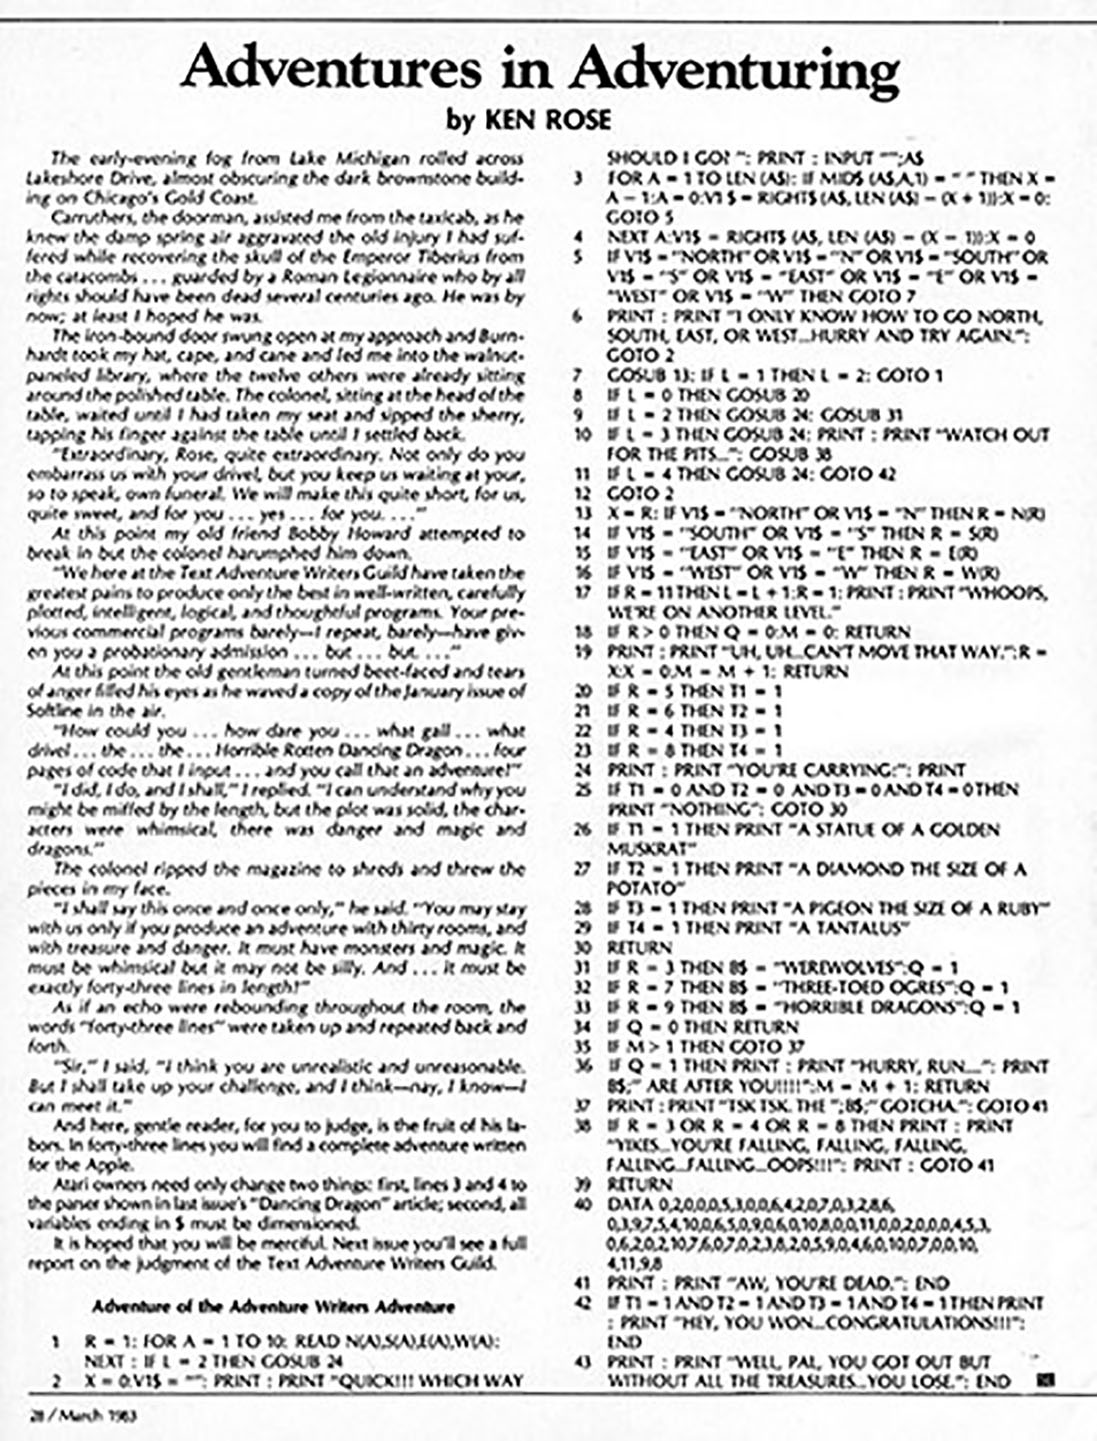 Adventures in Adventuring
by KEN ROSE
The early-evening fog from Lake Michigan rolled across
Lakeshore Drive, almost obscuring the dark brownstone build-
ing on Chicago's Gold Coast.
Carruthers, the doorman, assisted me from the taxicab, as he
knew the damp spring air aggravated the old injury I had suf-
fered while recovering the skull of the Emperor Tiberius from
the catacombs . . . guarded by a Roman Legionnaire who by all
rights should have been dead several centuries ago. He was by
now; at least I hoped he was.
The iron-bound door swung open at my approach and Burn-
hardt took my hat, cape, and cane and led me into the walnut-
paneled library, where the twelve others were already sitting
around the polished table. The colonel, sitting at the head of the
table, waited until I had taken my seat and sipped the sherry,
tapping his finger against the table until I settled back.
"Extraordinary, Rose, quite extraordinary. Not only do you
embarrass us with your drivel, but you keep us waiting at your,
so to speak, own funeral. We will make this quite short, for us,
quite sweet, and for you . . . yes . . . for you. . . ."
At this point my old friend Bobby Howard attempted to
break in but the colonel harumphed him down.
"We here at the Text Adventure Writers Guild have taken the
greatest pains to produce only the best in well-written, carefully
plotted, intelligent, logical, and thoughtful programs. Your pre-
vious commercial programs barely—I repeat, barely—have giv-
en you a probationary admission . . . but . . . but. . . ."
At this point the old gentleman turned beet-faced and tears
of anger filled his eyes as he waved a copy of the January issue of
Softline in the air.
"How could you . . . how dare you . . . what gall . . . what
drivel . . . the . . . the . . . Horrible Rotten Dancing Dragon . . . four
pages of code that I input . . . and you call that an adventure!"
"I did, I do, and I shall," I replied. "I can understand why you
might be miffed by the length, but the plot was solid, the char-
acters were whimsical, there was danger and magic and
dragons."
The colonel ripped the magazine to shreds and threw the
pieces in my face.
"I shall say this once and once only," he said. "You may stay
with us only if you produce an adventure with thirty rooms, and
with treasure and danger. It must have monsters and magic. It
must be whimsical but it may not be silly. And . . . it must be
exactly forty-three lines in length!"
As if an echo were rebounding throughout the room, the
words "forty-three lines" were taken up and repeated back and
forth.
"Sir," I said, "I think you are unrealistic and unreasonable.
But I shall take up your challenge, and I think—nay, I know—I
can meet it."
And here, gentle reader, for you to judge, is the fruit of his la-
bors. In forty-three lines you will find a complete adventure written
for the Apple.
Atari owners need only change two things: first, lines 3 and 4 to
the paner shown in last issue's "Dancing Dragon" article; second, all
variables ending in $ must be dimensioned.
It is hoped that you will be merciful. Next issue you'll see a full
report on the judgment of the Text Adventure Writers Guild.
Adventure of the Adventure Writers Adventure
1 R = 1: FOR A = 1 TO 10: READ N(A),S(A),E(A),W(A):
NEXT : IF L = 2 THEN GOSUB 24
2 X = 0:V1$ = "": PRINT : PRINT "QUICK!!! WHICH WAY
SHOULD I GO? ": PRINT : INPUT "";A$
3 FOR A = 1 TO LEN (A$): IF MID$ (A$,A,1) = " " THEN X =
A - 1:A = 0:V1$ = RIGHT$ (A$, LEN (A$) - (X + 1)):X = 0:
GOTO 5
4 NEXT A:V1$ = RIGHT$ (A$, LEN (A$) - (X - 1)):X = 0
5 IF V1$ = "NORTH" OR V1$ = "N" OR V1$ = "SOUTH" OR
V1$ = "S" OR V1$ = "EAST" OR V1$ = "E" OR V1$ =
"WEST" OR V1$ = "W" THEN GOTO 7
6 PRINT : PRINT "I ONLY KNOW HOW TO GO NORTH,
SOUTH, EAST, OR WEST...HURRY AND TRY AGAIN.":
GOTO 2
7 GOSUB 13: IF L = 1 THEN L = 2: GOTO 1
8 IF L = 0 THEN GOSUB 20
9 IF L = 2 THEN GOSUB 24: GOSUB 31
10 IF L = 3 THEN GOSUB 24: PRINT : PRINT "WATCH OUT
FOR THE PITS...": GOSUB 38
11 IF L = 4 THEN GOSUB 24: GOTO 42
12 GOTO 2
13 X = R: IF V1$ = "NORTH" OR V1$ = "N" THEN R = N(R)
14 IF V1$ = "SOUTH" OR V1$ = "S" THEN R = S(R)
15 IF V1$ = "EAST" OR V1$ = "E" THEN R = E(R)
16 IF V1$ = "WEST" OR V1$ = "W" THEN R = W(R)
17 IF R = 11 THEN L = L + 1:R = 1: PRINT : PRINT "WHOOPS,
WE'RE ON ANOTHER LEVEL."
18 IF R > 0 THEN Q = 0:M = 0: RETURN
19 PRINT : PRINT "UH, UH...CAN'T MOVE THAT WAY.":R =
X:X = 0:M = M + 1: RETURN
20 IF R = 5 THEN T1 = 1
21 IF R = 6 THEN T2 = 1
22 IF R = 4 THEN T3 = 1
23 IF R = 8 THEN T4 = 1
24 PRINT : PRINT "YOU'RE CARRYING:": PRINT
25 IF T1 = 0 AND T2 = 0 AND T3 = 0 AND T4 = 0 THEN
PRINT "NOTHING": GOTO 30
26 IF T1 = 1 THEN PRINT "A STATUE OF A GOLDEN
MUSKRAT"
27 IF T2 = 1 THEN PRINT "A DIAMOND THE SIZE OF A
POTATO"
28 IF T3 = 1 THEN PRINT "A PIGEON THE SIZE OF A RUBY"
29 IF T4 = 1 THEN PRINT "A TANTALUS"
30 RETURN
31 IF R = 3 THEN B$ = "WEREWOLVES":Q = 1
32 IF R = 7 THEN B$ = "THREE-TOED OGRES":Q = 1
33 IF R = 9 THEN B$ = "HORRIBLE DRAGONS":Q = 1
34 IF Q = 0 THEN RETURN
35 IF M > 1 THEN GOTO 37
36 IF Q = 1 THEN PRINT : PRINT "HURRY, RUN....": PRINT
B$;" ARE AFTER YOU!!!!":M = M + 1: RETURN
37 PRINT : PRINT "TSK TSK. THE ";B$;" GOTCHA.": GOTO 41
38 IF R = 3 OR R = 4 OR R = 8 THEN PRINT : PRINT
"YIKES...YOU'RE FALLING, FALLING, FALLING,
FALLING...FALLING...OOPS!!!": PRINT : GOTO 41
39 RETURN
40 DATA 0,2,0,0,0,5,3,0,0,6,4,2,0,7,0,3,2,8,6,
0,3,9,7,5,4,10,0,6,5,0,9,0,6,0,10,8,0,0,11,0,0,2,0,0,0,4,5,3,
0,6,2,0,2,10,7,6,0,7,0,2,3,8,2,0,5,9,0,4,6,0,10,0,7,0,0,10,
4,11,9,8
41 PRINT : PRINT "AW, YOU'RE DEAD.": END
42 IF T1 = 1 AND T2 = 1 AND T3 = 1 AND T4 = 1 THEN PRINT
: PRINT "HEY, YOU WON...CONGRATULATIONS!!!":
END
43 PRINT : PRINT "WELL, PAL, YOU GOT OUT BUT
WITHOUT ALL THE TREASURES...YOU LOSE.": END
28 / March 1983